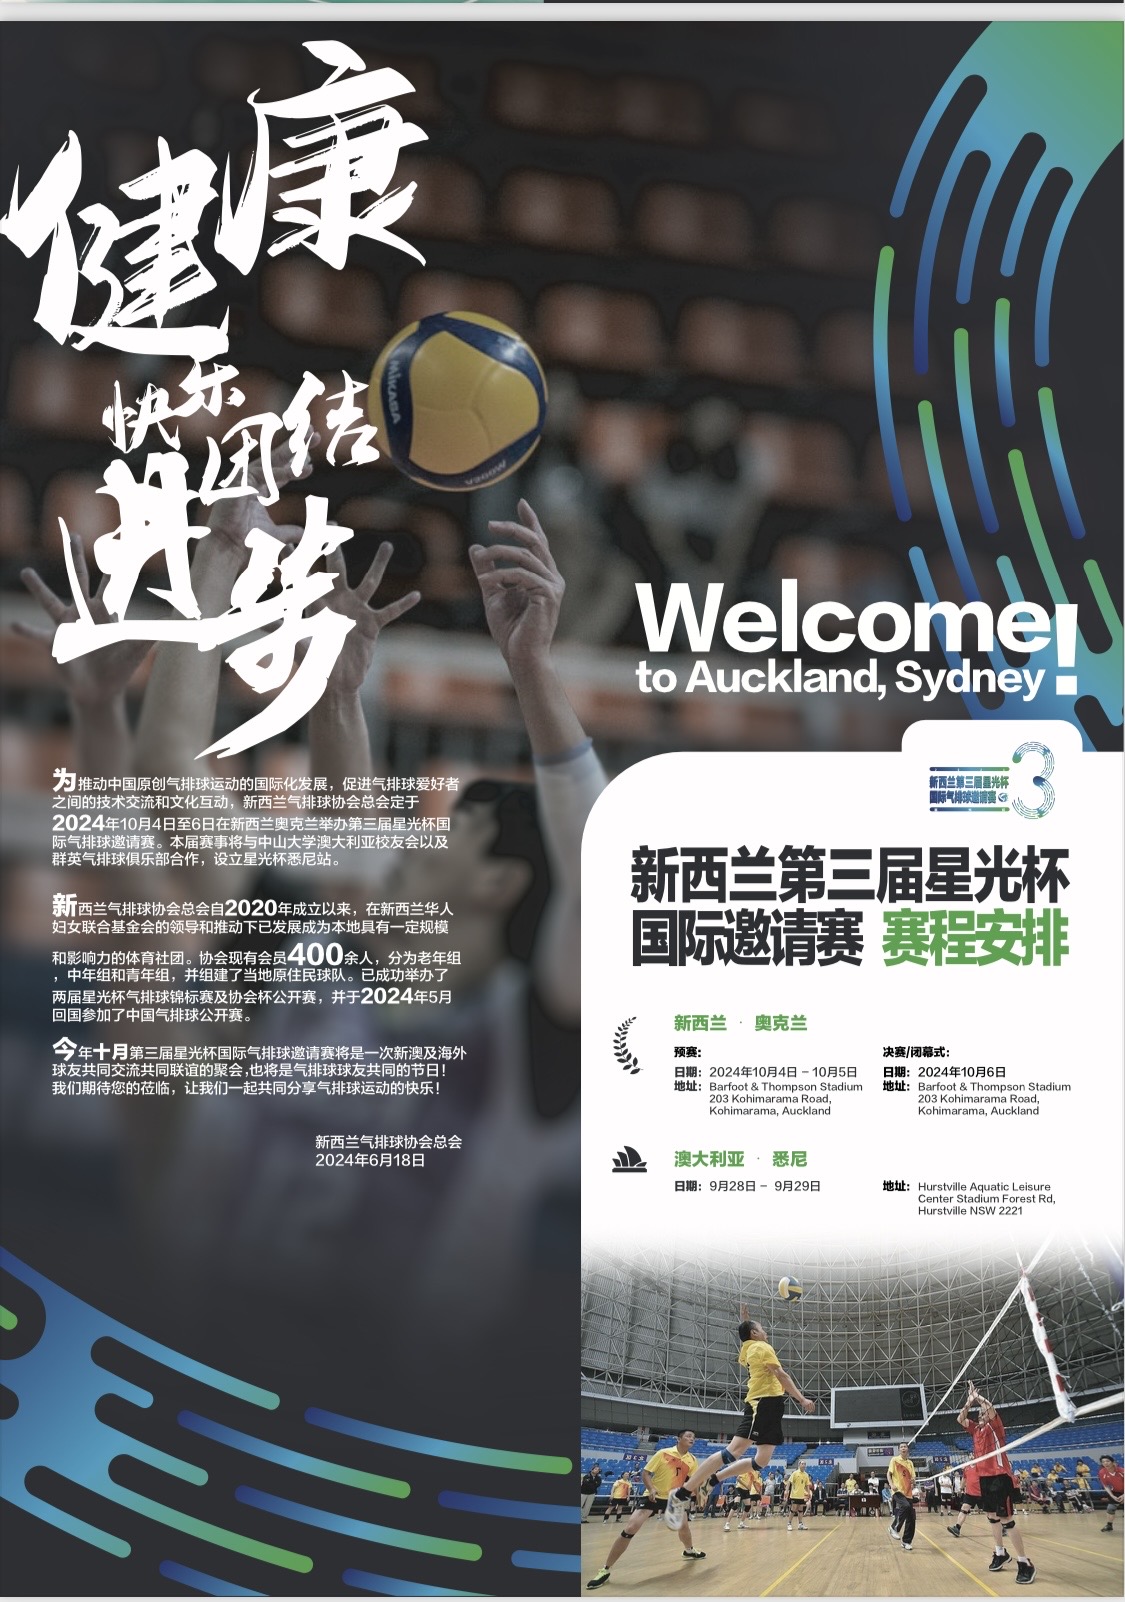 健康
快乐团结
进步
MIKASA
V300W
为推动中国原创气排球运动的国际化发展，促进气排球爱好者
之间的技术交流和文化互动，新西兰气排球协会总会定于
2024年10月4日至6日在新西兰奥克兰举办第三届星光杯国
际气排球邀请赛。本届赛事将与中山大学澳大利亚校友会以及
群英气排球俱乐部合作，设立星光杯悉尼站。
新西兰气排球协会总会自2020年成立以来，在新西兰华人
妇女联合基金会的领导和推动下已发展成为本地具有一定规模
和影响力的体育社团。协会现有会员400余人，分为老年组
，中年组和青年组，并组建了当地原住民球队。已成功举办了
两届星光杯气排球锦标赛及协会杯公开赛，并于2024年5月
回国参加了中国气排球公开赛。
今年十月第三届星光杯国际气排球邀请赛将是一次新澳及海外
球友共同交流共同联谊的聚会,也将是气排球球友共同的节日！
我们期待您的莅临，让我们一起共同分享气排球运动的快乐！
新西兰气排球协会总会
2024年6月18日
Welcome!
to Auckland, Sydney
新西兰第三届星光杯
国际气排球邀请赛
3
新西兰第三届星光杯
国际邀请赛 赛程安排
新西兰 · 奥克兰
预赛：
日期：2024年10月4日 – 10月5日
地址：Barfoot & Thompson Stadium
203 Kohimarama Road,
Kohimarama, Auckland
决赛/闭幕式：
日期：2024年10月6日
地址：Barfoot & Thompson Stadium
203 Kohimarama Road,
Kohimarama, Auckland
澳大利亚 · 悉尼
日期：9月28日 – 9月29日
地址：Hurstville Aquatic Leisure
Center Stadium Forest Rd,
Hurstville NSW 2221